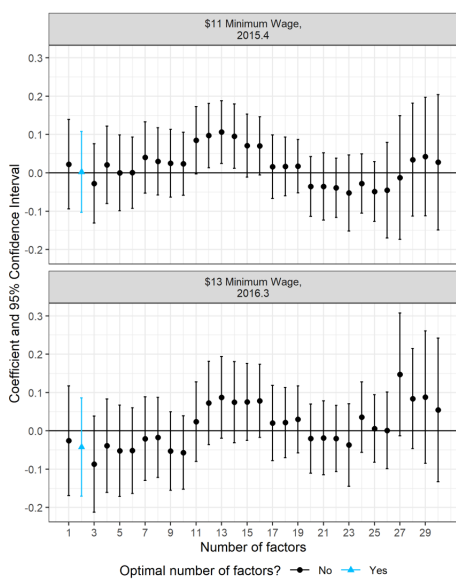 $11 Minimum Wage,
2015.4
0.3
0.2
0.1
0.0
-0.1
-0.2
$13 Minimum Wage,
2016.3
0.3
0.2
0.1
0.0
-0.1
-0.2
Coefficient and 95% Confidence Interval
1 3 5 7 9 11 13 15 17 19 21 23 25 27 29
Number of factors
Optimal number of factors? No Yes